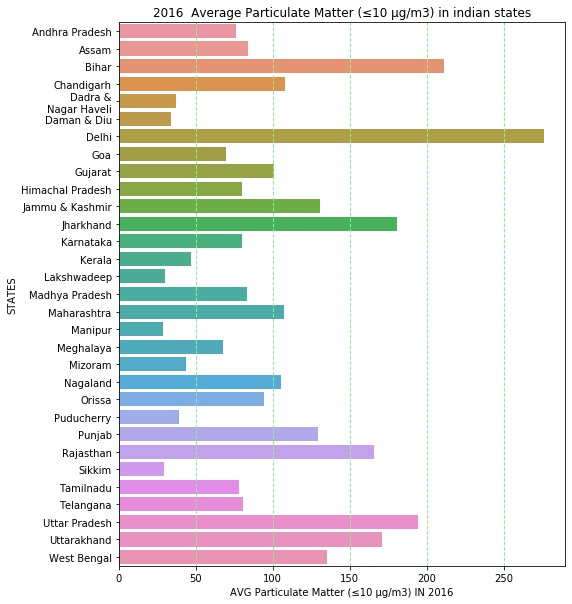 2016  Average Particulate Matter (≤10 µg/m3) in indian states
Andhra Pradesh
Assam
Bihar
Chandigarh
Dadra &
Nagar Haveli
Daman & Diu
Delhi
Goa
Gujarat
Himachal Pradesh
Jammu & Kashmir
Jharkhand
Karnataka
Kerala
Lakshwadeep
Madhya Pradesh
Maharashtra
Manipur
Meghalaya
Mizoram
Nagaland
Orissa
Puducherry
Punjab
Rajasthan
Sikkim
Tamilnadu
Telangana
Uttar Pradesh
Uttarakhand
West Bengal
STATES
0 50 100 150 200 250
AVG Particulate Matter (≤10 µg/m3) IN 2016